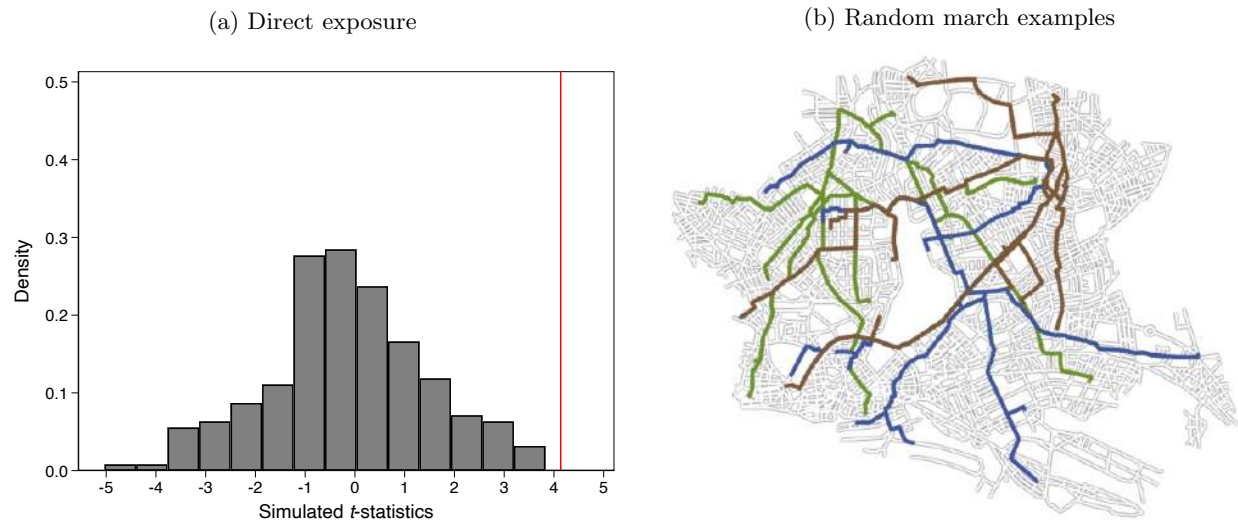 (a) Direct exposure
(b) Random march examples
0.5
0.4
0.3
0.2
0.1
0.0
Density
-5 -4 -3 -2 -1 0 1 2 3 4 5
Simulated t-statistics